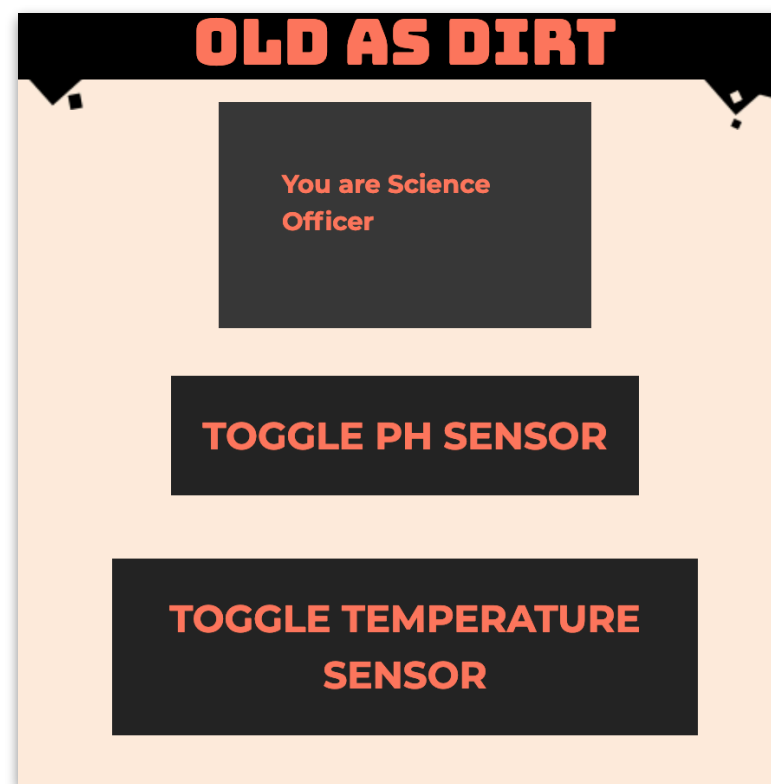 OLD AS DIRT
You are Science
Officer
TOGGLE PH SENSOR
TOGGLE TEMPERATURE
SENSOR